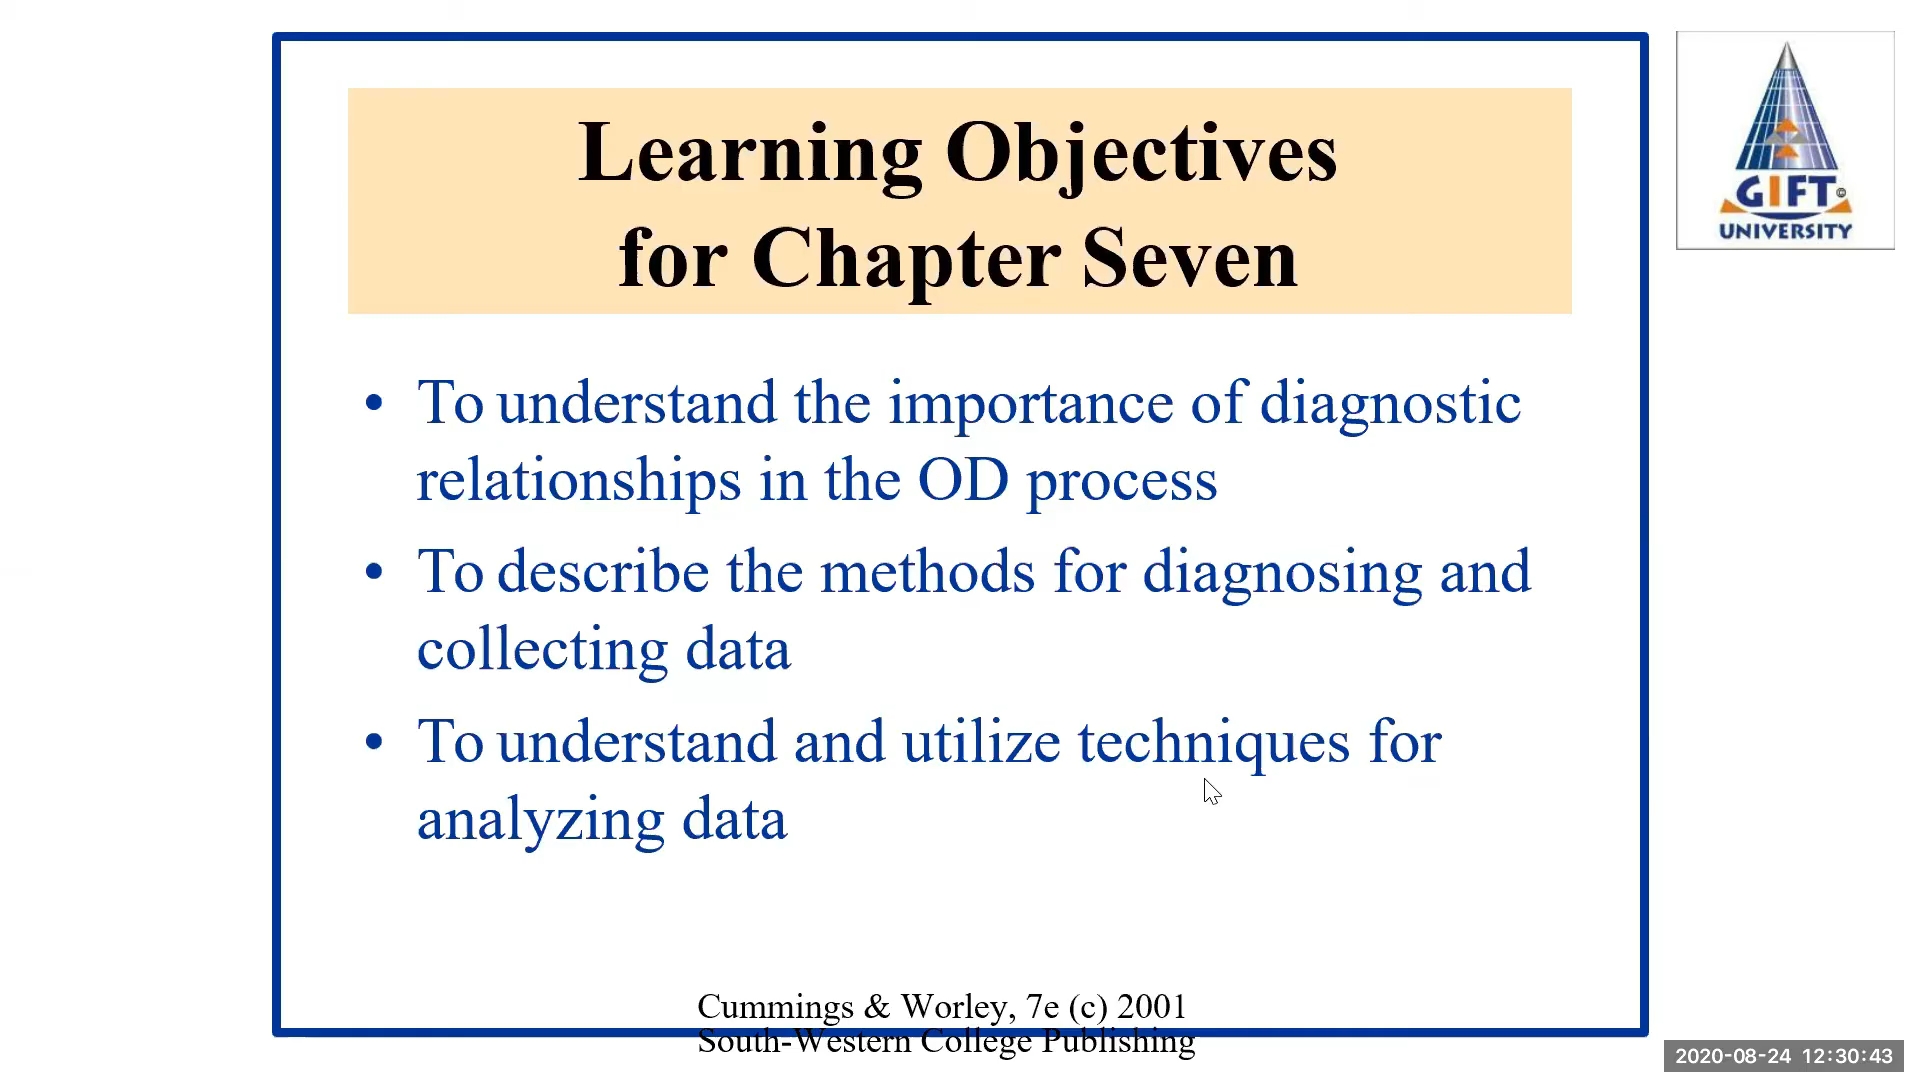 Learning Objectives
for Chapter Seven
GIFT ©
UNIVERSITY
• To understand the importance of diagnostic
relationships in the OD process
• To describe the methods for diagnosing and
collecting data
• To understand and utilize techniques for
analyzing data
Cummings & Worley, 7e (c) 2001
South-Western College Publishing
2020-08-24 12:30:43